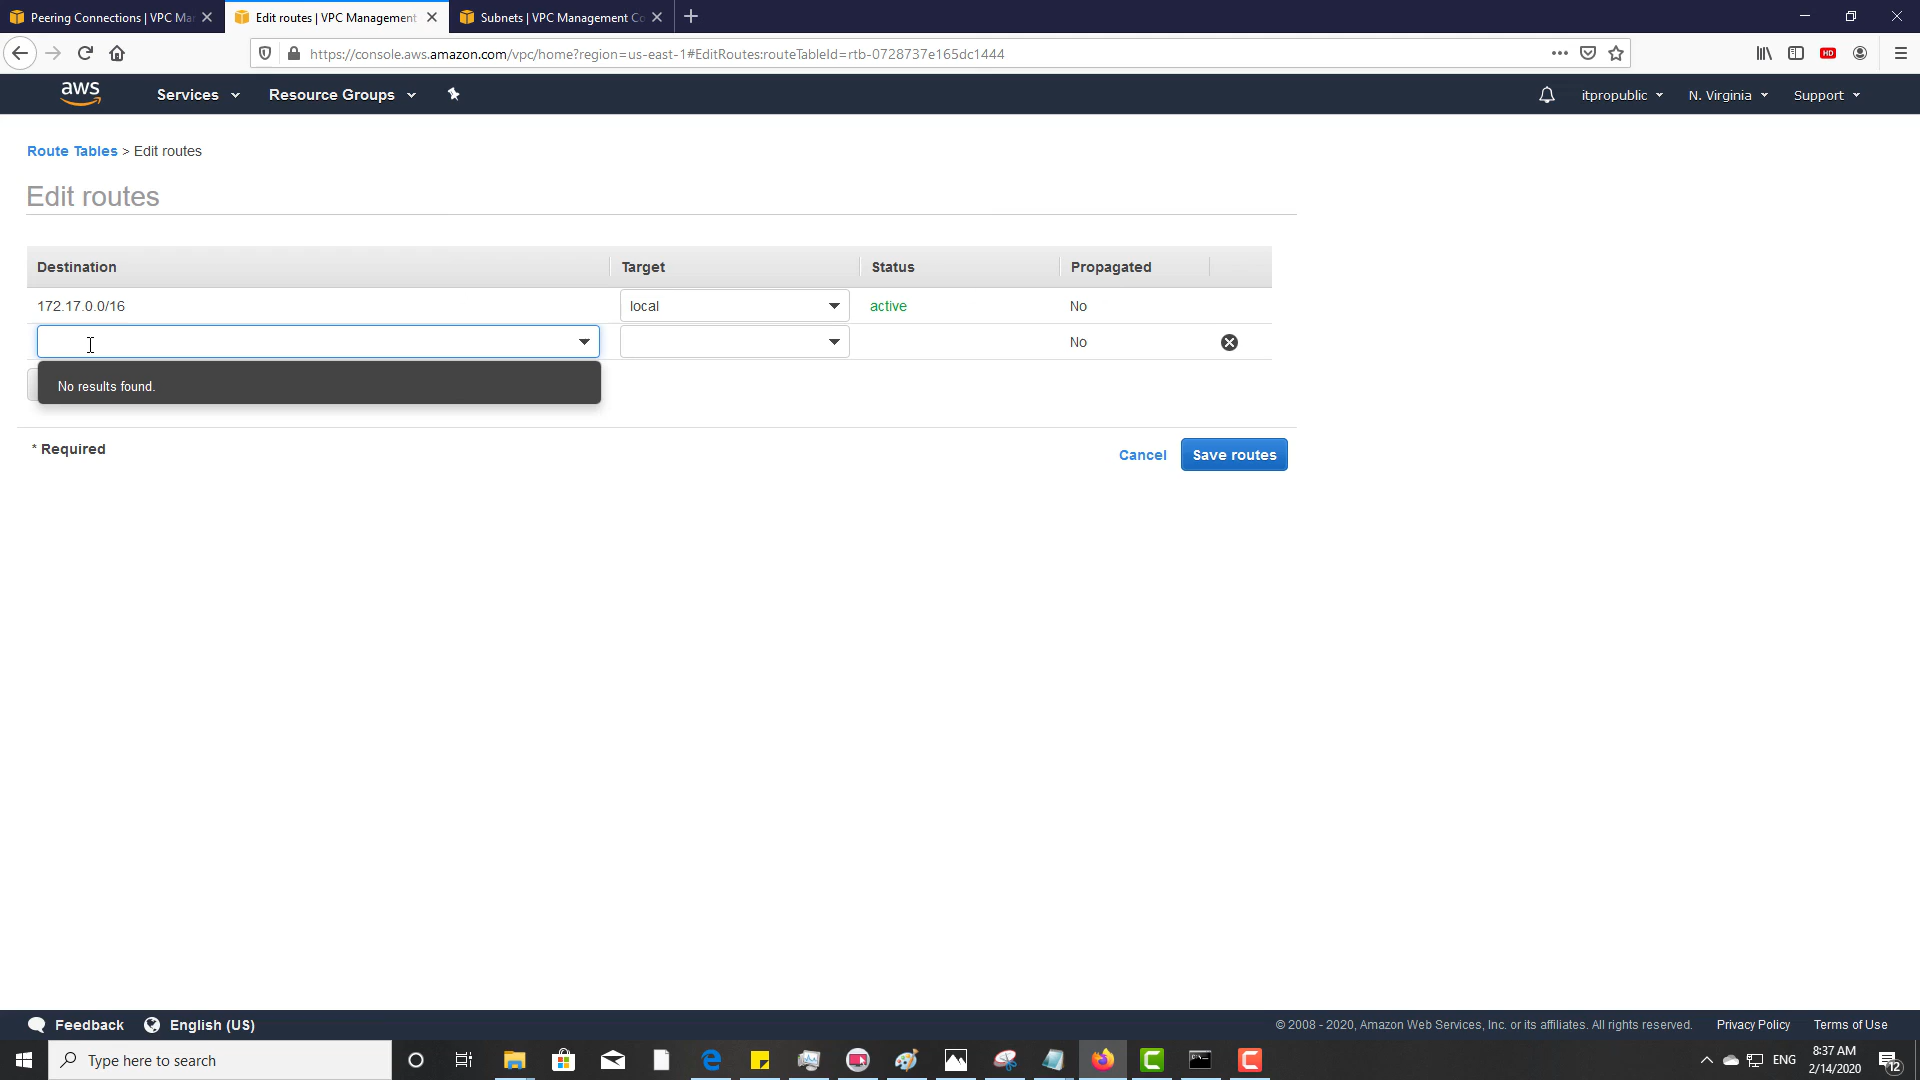 Peering Connections | VPC Ma
Edit routes | VPC Management
Subnets | VPC Management Co
https://console.aws.amazon.com/vpc/home?region=us-east-1#EditRoutes:routeTableId=rtb-0728737e165dc1444
HD
aws
Services
Resource Groups
itpropublic
N. Virginia
Support
Route Tables > Edit routes
Edit routes
Destination
Target
Status
Propagated
172.17.0.0/16
local
active
No
No
No results found.
* Required
Cancel
Save routes
Feedback
English (US)
© 2008 - 2020, Amazon Web Services, Inc. or its affiliates. All rights reserved.
Privacy Policy
Terms of Use
Type here to search
ENG
8:37 AM
2/14/2020
12